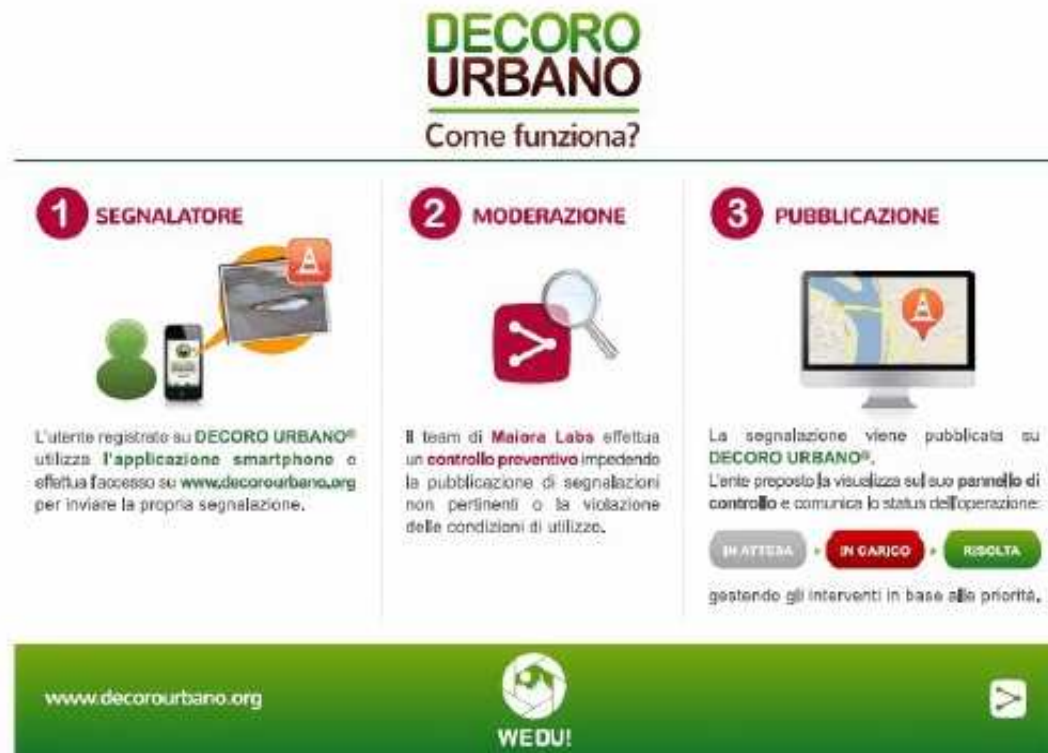 DECORO
URBANO
Come funziona?
1 SEGNALATORE
L'utente registrato su DECORO URBANO®
utilizza l'applicazione smartphone o
effettua l'accesso su www.decorourbano.org
per inviare la propria segnalazione.
2 MODERAZIONE
Il team di Maiora Labs effettua
un controllo preventivo impedendo
la pubblicazione di segnalazioni
non pertinenti o la violazione
delle condizioni di utilizzo.
3 PUBBLICAZIONE
La segnalazione viene pubblicata su
DECORO URBANO®.
L'ente preposto la visualizza sul suo pannello di
controllo e comunica lo status dell'operazione:
IN ATTESA IN CARICO RISOLTA
gestendo gli interventi in base alle priorità.
www.decorourbano.org
WEDU!